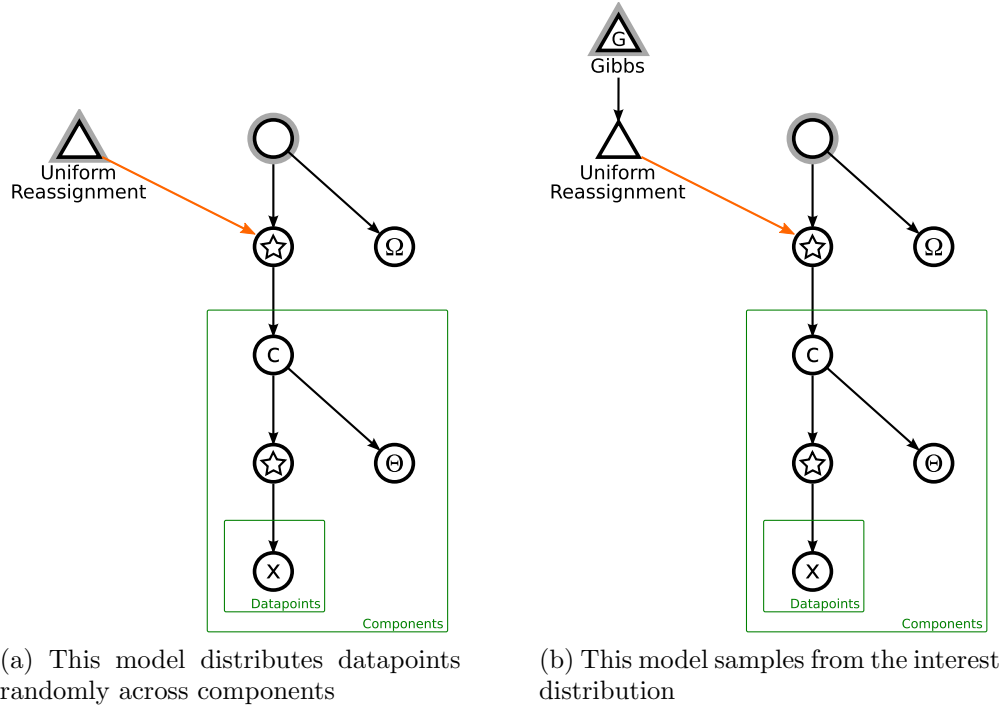 Uniform
Reassignment
Ω
C
Θ
X
Datapoints
Components
(a) This model distributes datapoints
randomly across components
G
Gibbs
Uniform
Reassignment
Ω
C
Θ
X
Datapoints
Components
(b) This model samples from the interest
distribution